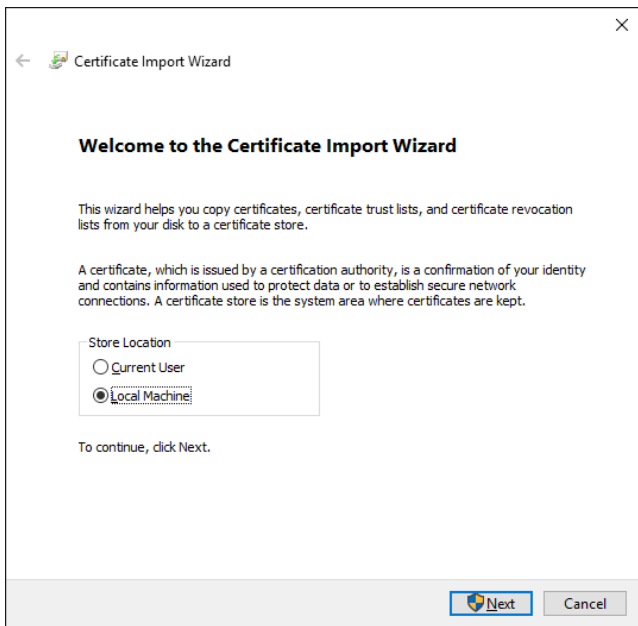 Certificate Import Wizard
Welcome to the Certificate Import Wizard
This wizard helps you copy certificates, certificate trust lists, and certificate revocation
lists from your disk to a certificate store.
A certificate, which is issued by a certification authority, is a confirmation of your identity
and contains information used to protect data or to establish secure network
connections. A certificate store is the system area where certificates are kept.
Store Location
Current User
Local Machine
To continue, click Next.
Next
Cancel